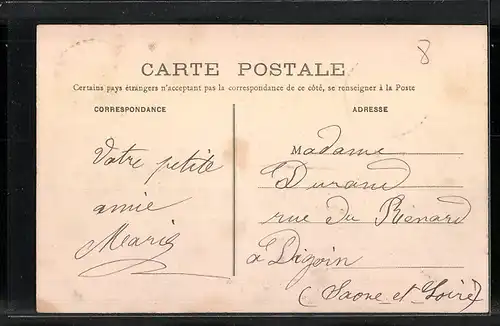 8
CARTE POSTALE
Certains pays étrangers n'acceptant pas la correspondance de ce côté, se renseigner à la Poste
CORRESPONDANCE
ADRESSE
Votre petite
amie
Marie
Madame
Durand
rue du Rénard
à Digoin
(Saone et Loire)